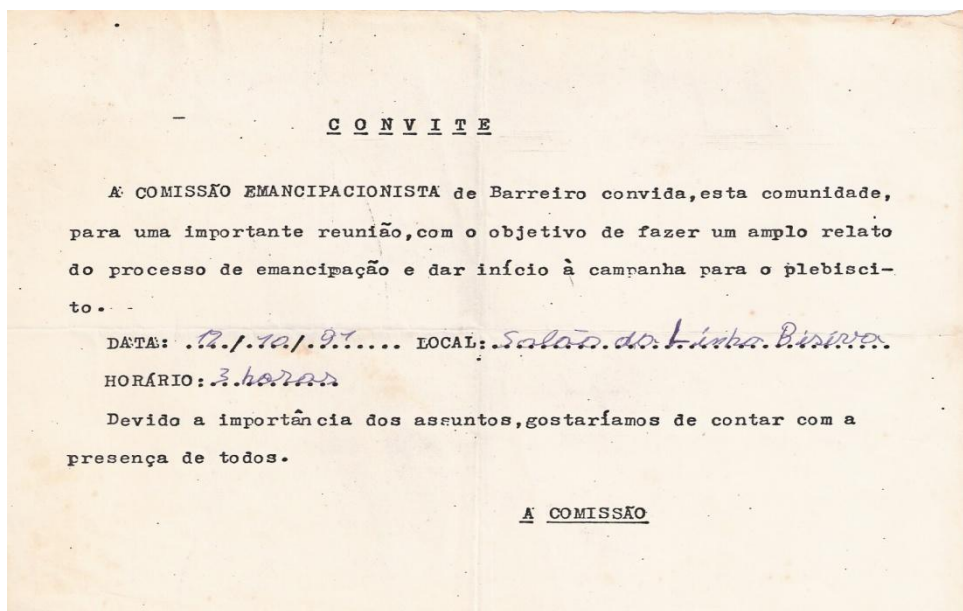 C O N V I T E
A COMISSÃO EMANCIPACIONISTA de Barreiro convida,esta comunidade,
para uma importante reunião,com o objetivo de fazer um amplo relato
do processo de emancipação e dar início à campanha para o plebisci-
to.
DATA: 12/10/91 LOCAL: Salão do Linha
HORÁRIO: 3 horas
Devido a importância dos assuntos,gostaríamos de contar com a
presença de todos.
A COMISSÃO